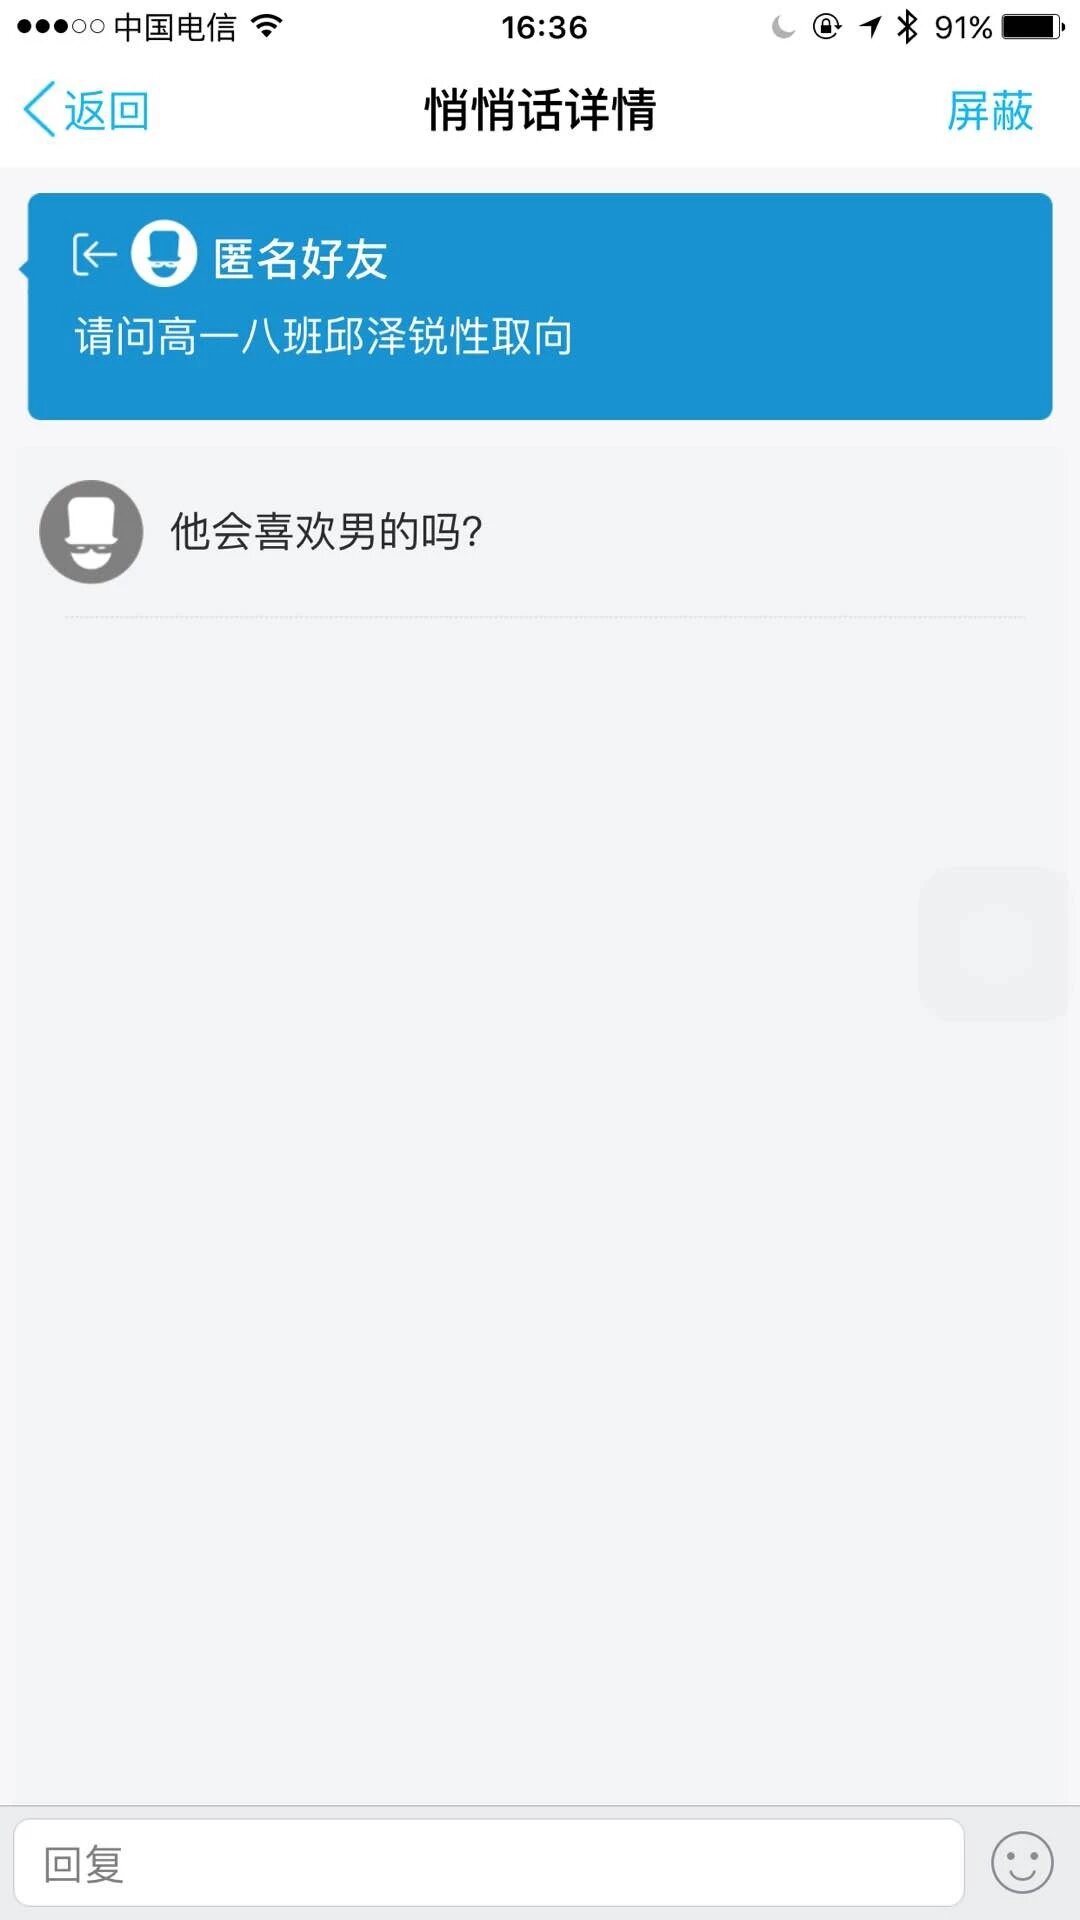 中国电信 16:36 91%
返回 悄悄话详情 屏蔽
匿名好友
请问高一八班邱泽锐性取向
他会喜欢男的吗?
回复